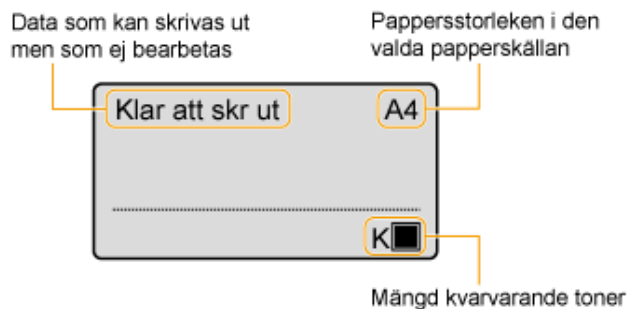 Data som kan skrivas ut
men som ej bearbetas
Pappersstorleken i den
valda papperskällan
Klar att skr ut
A4
K
Mängd kvarvarande toner